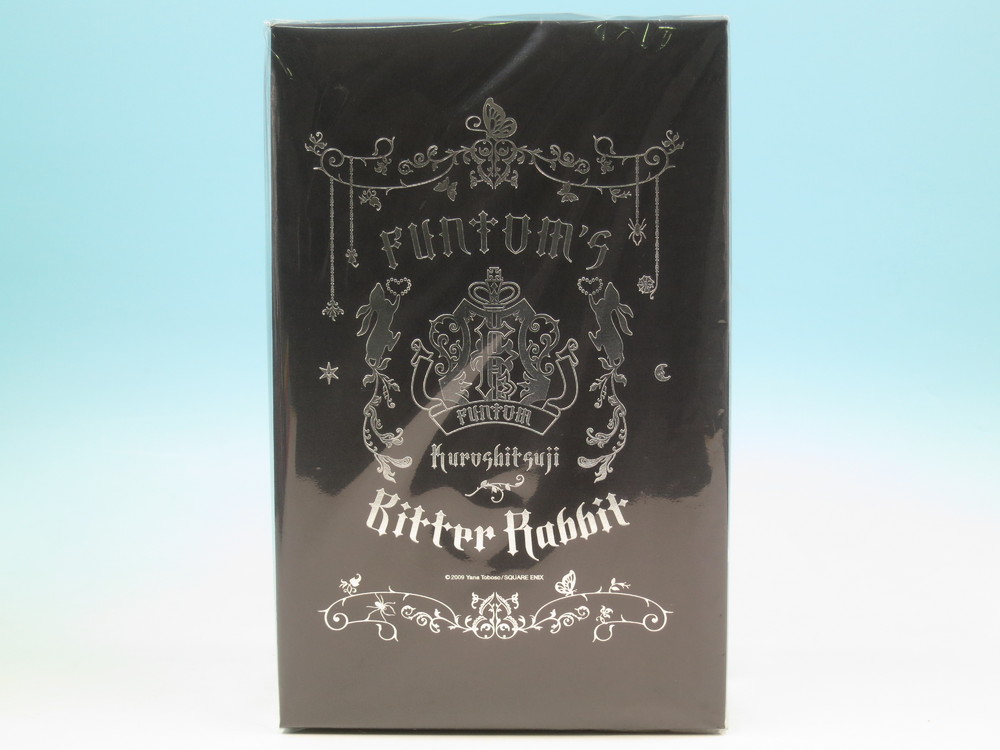 FUNTOM's
FUNTOM
Kuroshitsuji
Bitter Rabbit
© 2009 Yana Toboso / SQUARE ENIX